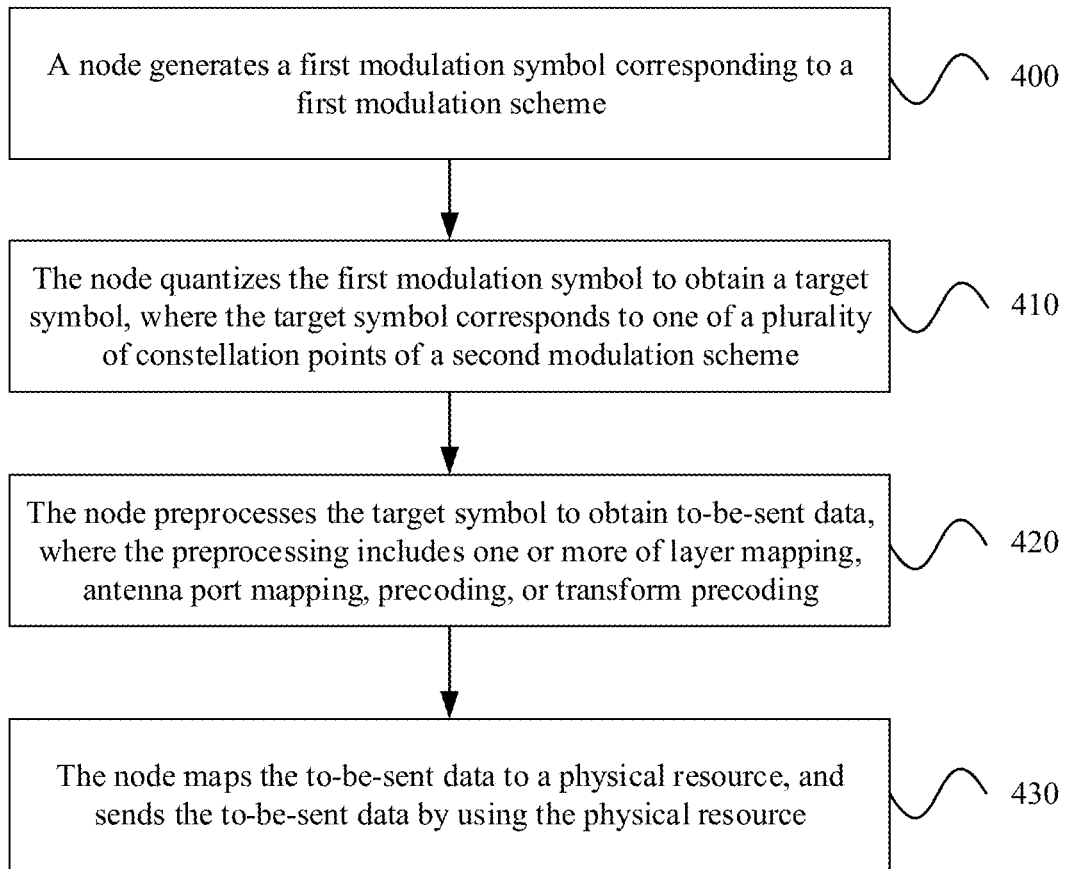 A node generates a first modulation symbol corresponding to a
first modulation scheme
400
The node quantizes the first modulation symbol to obtain a target
symbol, where the target symbol corresponds to one of a plurality
of constellation points of a second modulation scheme
410
The node preprocesses the target symbol to obtain to-be-sent data,
where the preprocessing includes one or more of layer mapping,
antenna port mapping, precoding, or transform precoding
420
The node maps the to-be-sent data to a physical resource, and
sends the to-be-sent data by using the physical resource
430